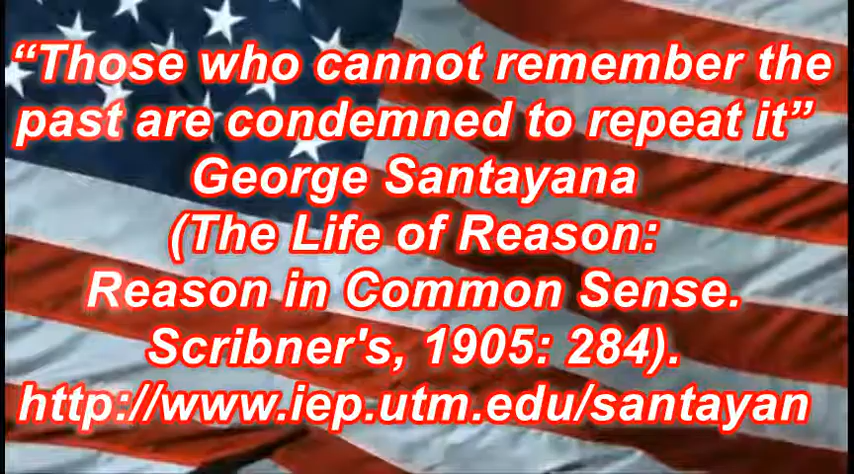 “Those who cannot remember the
past are condemned to repeat it”
George Santayana
(The Life of Reason:
Reason in Common Sense.
Scribner's, 1905: 284).
http://www.iep.utm.edu/santayan